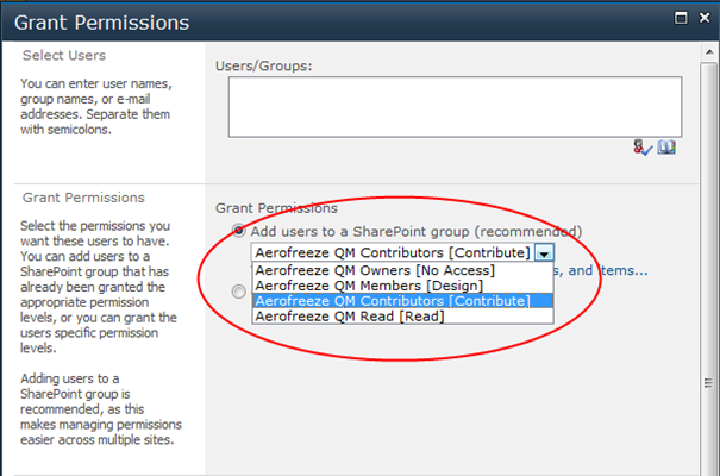 Grant Permissions
Select Users
You can enter user names,
group names, or e-mail
addresses. Separate them
with semicolons.
Users/Groups:
Grant Permissions
Select the permissions you
want these users to have.
You can add users to a
SharePoint group that has
already been granted the
appropriate permission
levels, or you can grant the
users specific permission
levels.
Adding users to a
SharePoint group is
recommended, as this
makes managing permissions
easier across multiple sites.
Grant Permissions
Add users to a SharePoint group (recommended)
Aerofreeze QM Contributors [Contribute]
Aerofreeze QM Owners [No Access]
s, and items...
Aerofreeze QM Members [Design]
Aerofreeze QM Contributors [Contribute]
Aerofreeze QM Read [Read]